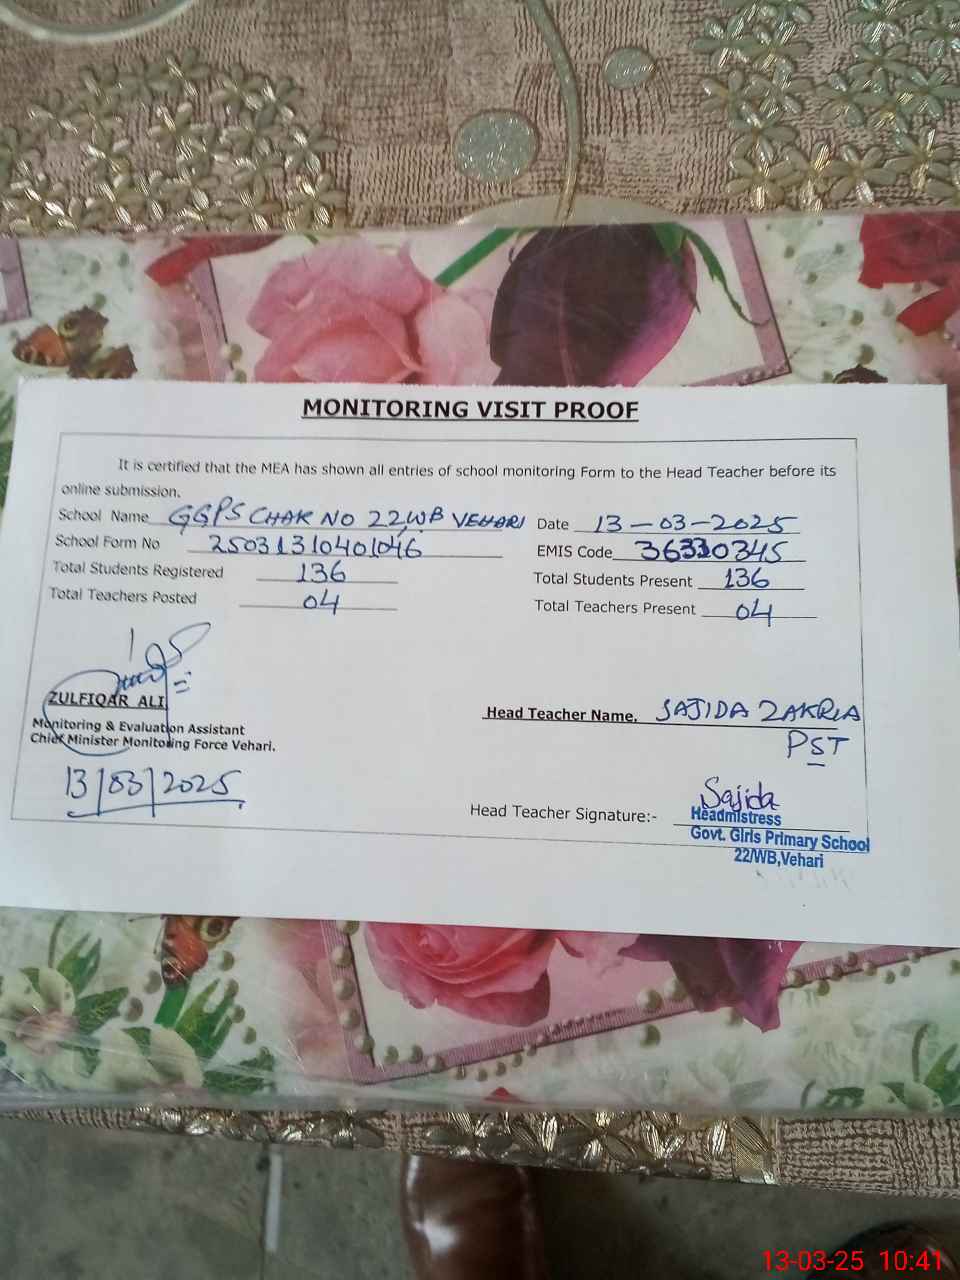 MONITORING VISIT PROOF
It is certified that the MEA has shown all entries of school monitoring Form to the Head Teacher before its
online submission.
School Name GGPS CHAK NO 22/WB VEHARI Date 13-03-2025
School Form No 25031310401046 EMIS Code 36330345
Total Students Registered 136 Total Students Present 136
Total Teachers Posted 04 Total Teachers Present 04
ZULFIQAR ALI
Monitoring & Evaluation Assistant
Chief Minister Monitoring Force Vehari.
13/03/2025
Head Teacher Name. SAJIDA ZAKRIA
PST
Head Teacher Signature:- Sajida
Headmistress
Govt. Girls Primary School
22/WB,Vehari
13-03-25 10:41